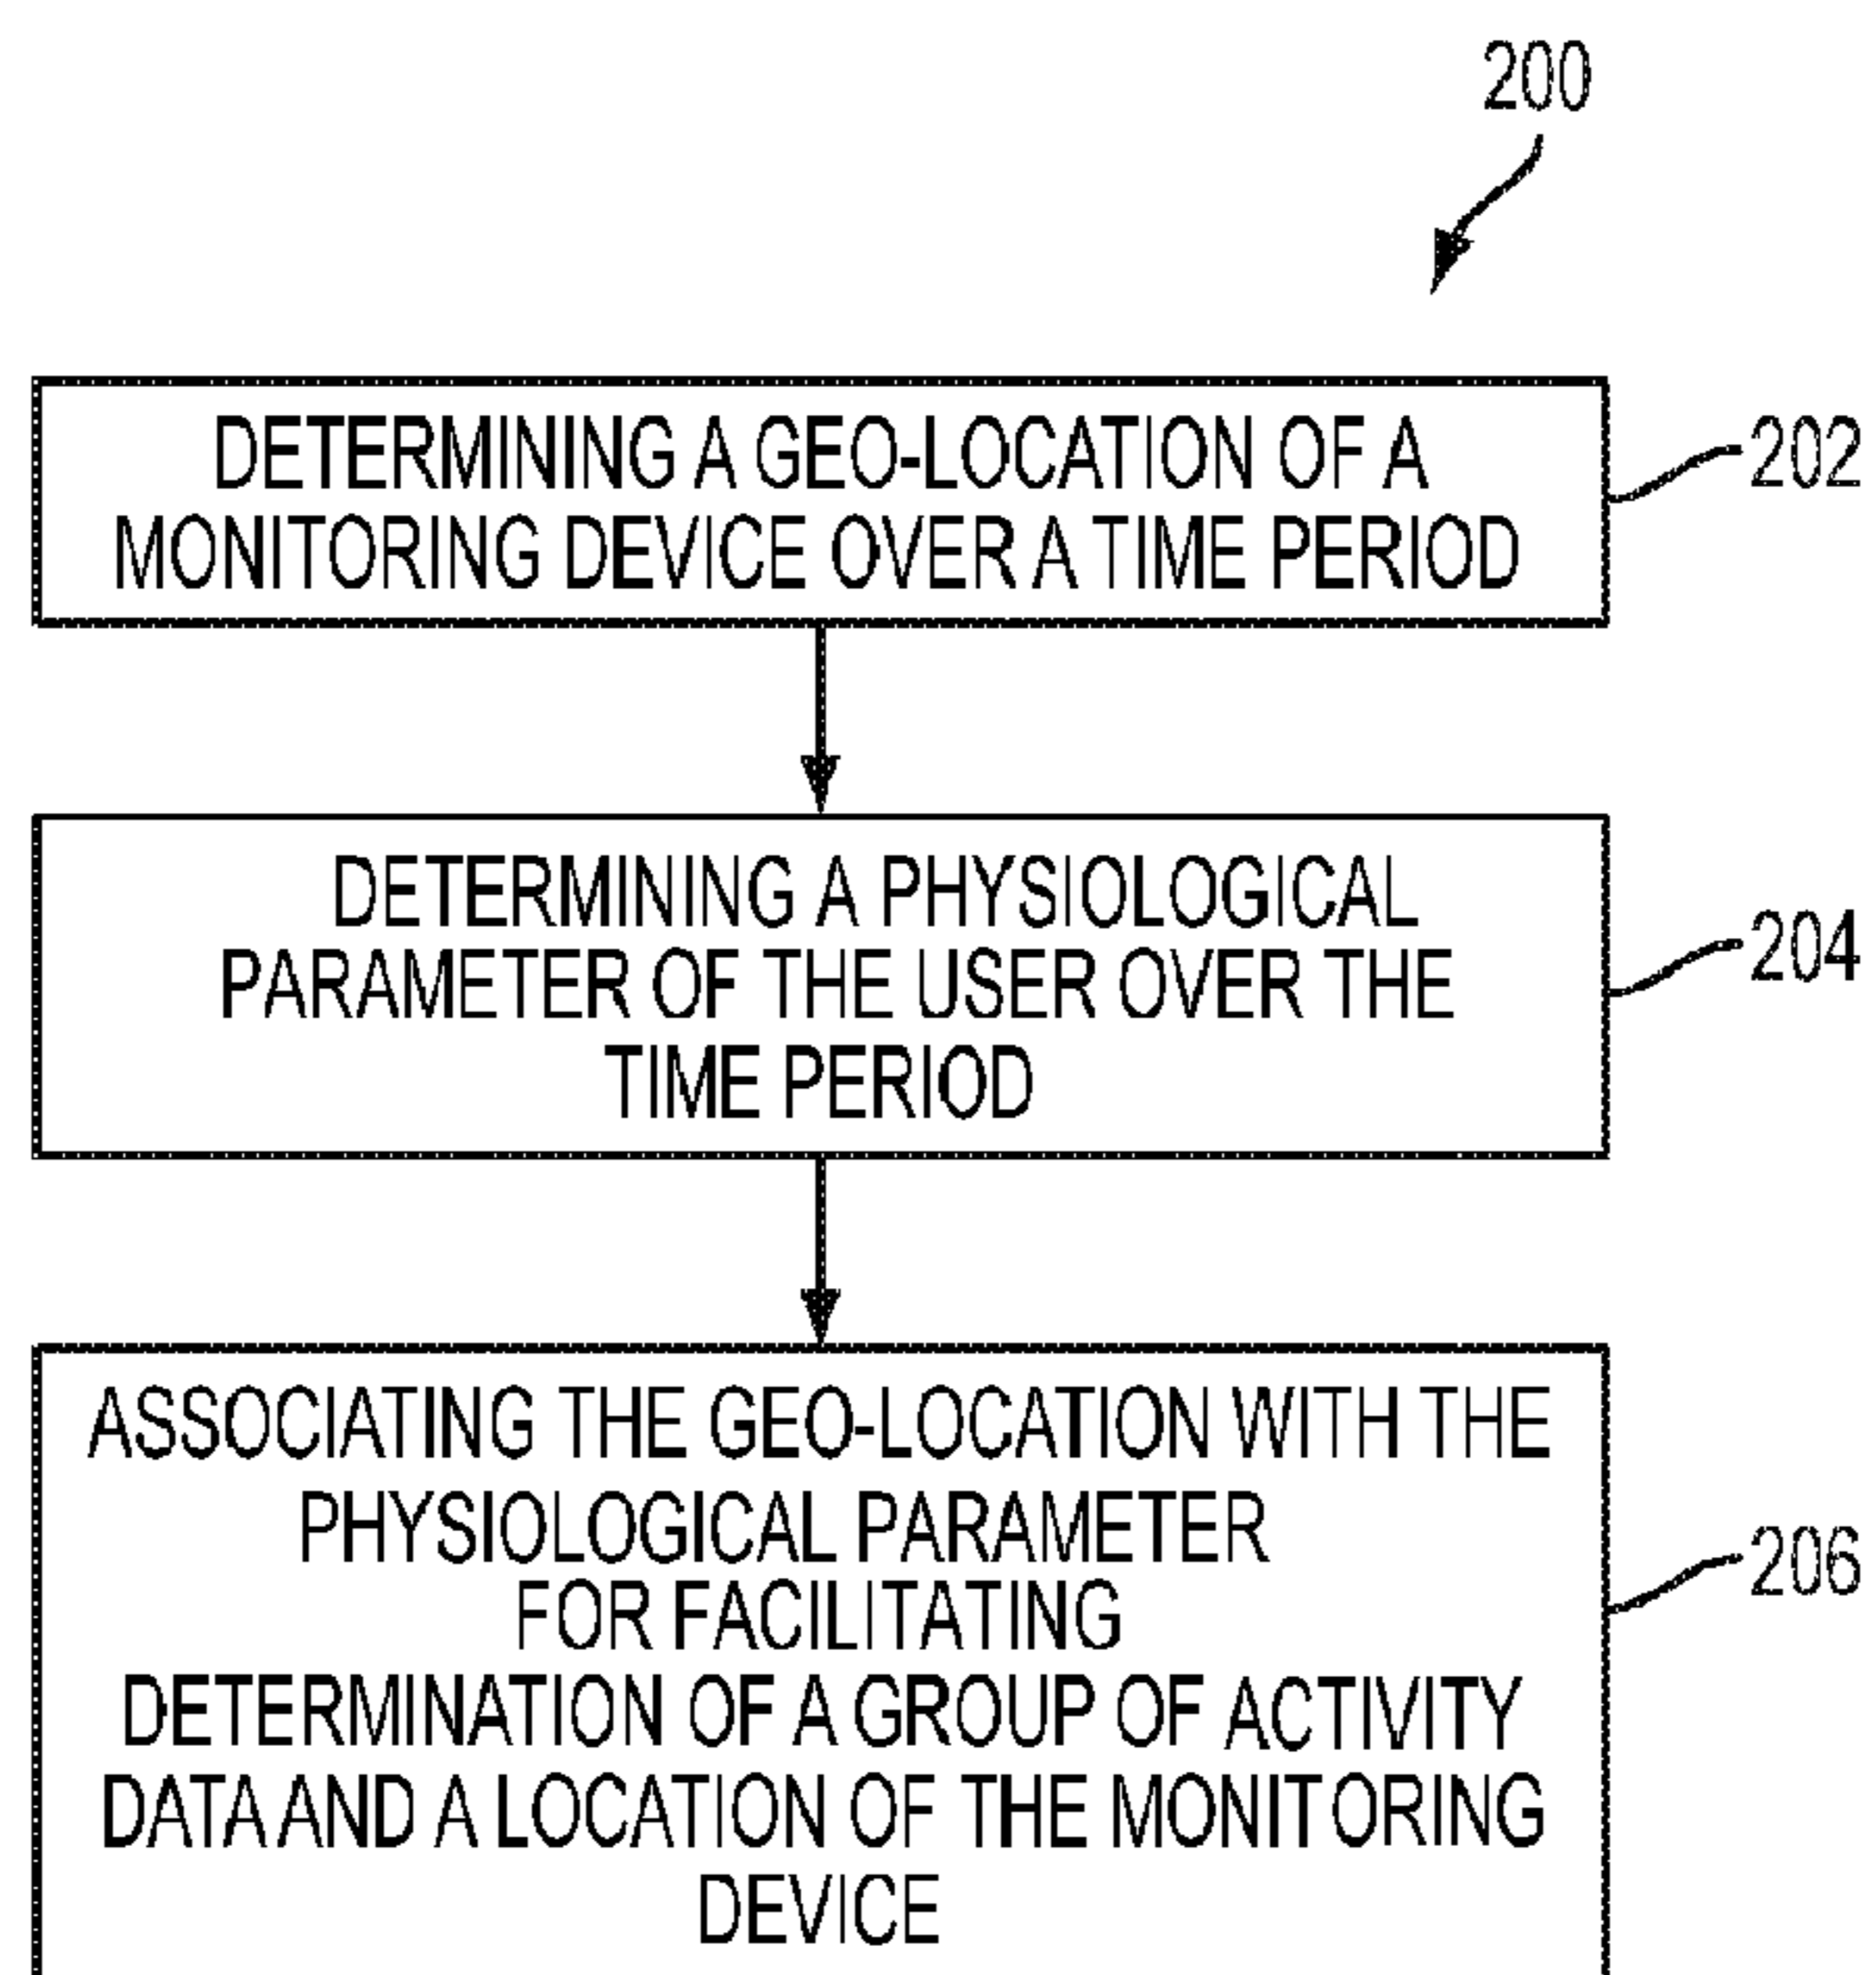 200
DETERMINING A GEO-LOCATION OF A
MONITORING DEVICE OVER A TIME PERIOD
202
DETERMINING A PHYSIOLOGICAL
PARAMETER OF THE USER OVER THE
TIME PERIOD
204
ASSOCIATING THE GEO-LOCATION WITH THE
PHYSIOLOGICAL PARAMETER
FOR FACILITATING
DETERMINATION OF A GROUP OF ACTIVITY
DATA AND A LOCATION OF THE MONITORING
DEVICE
206